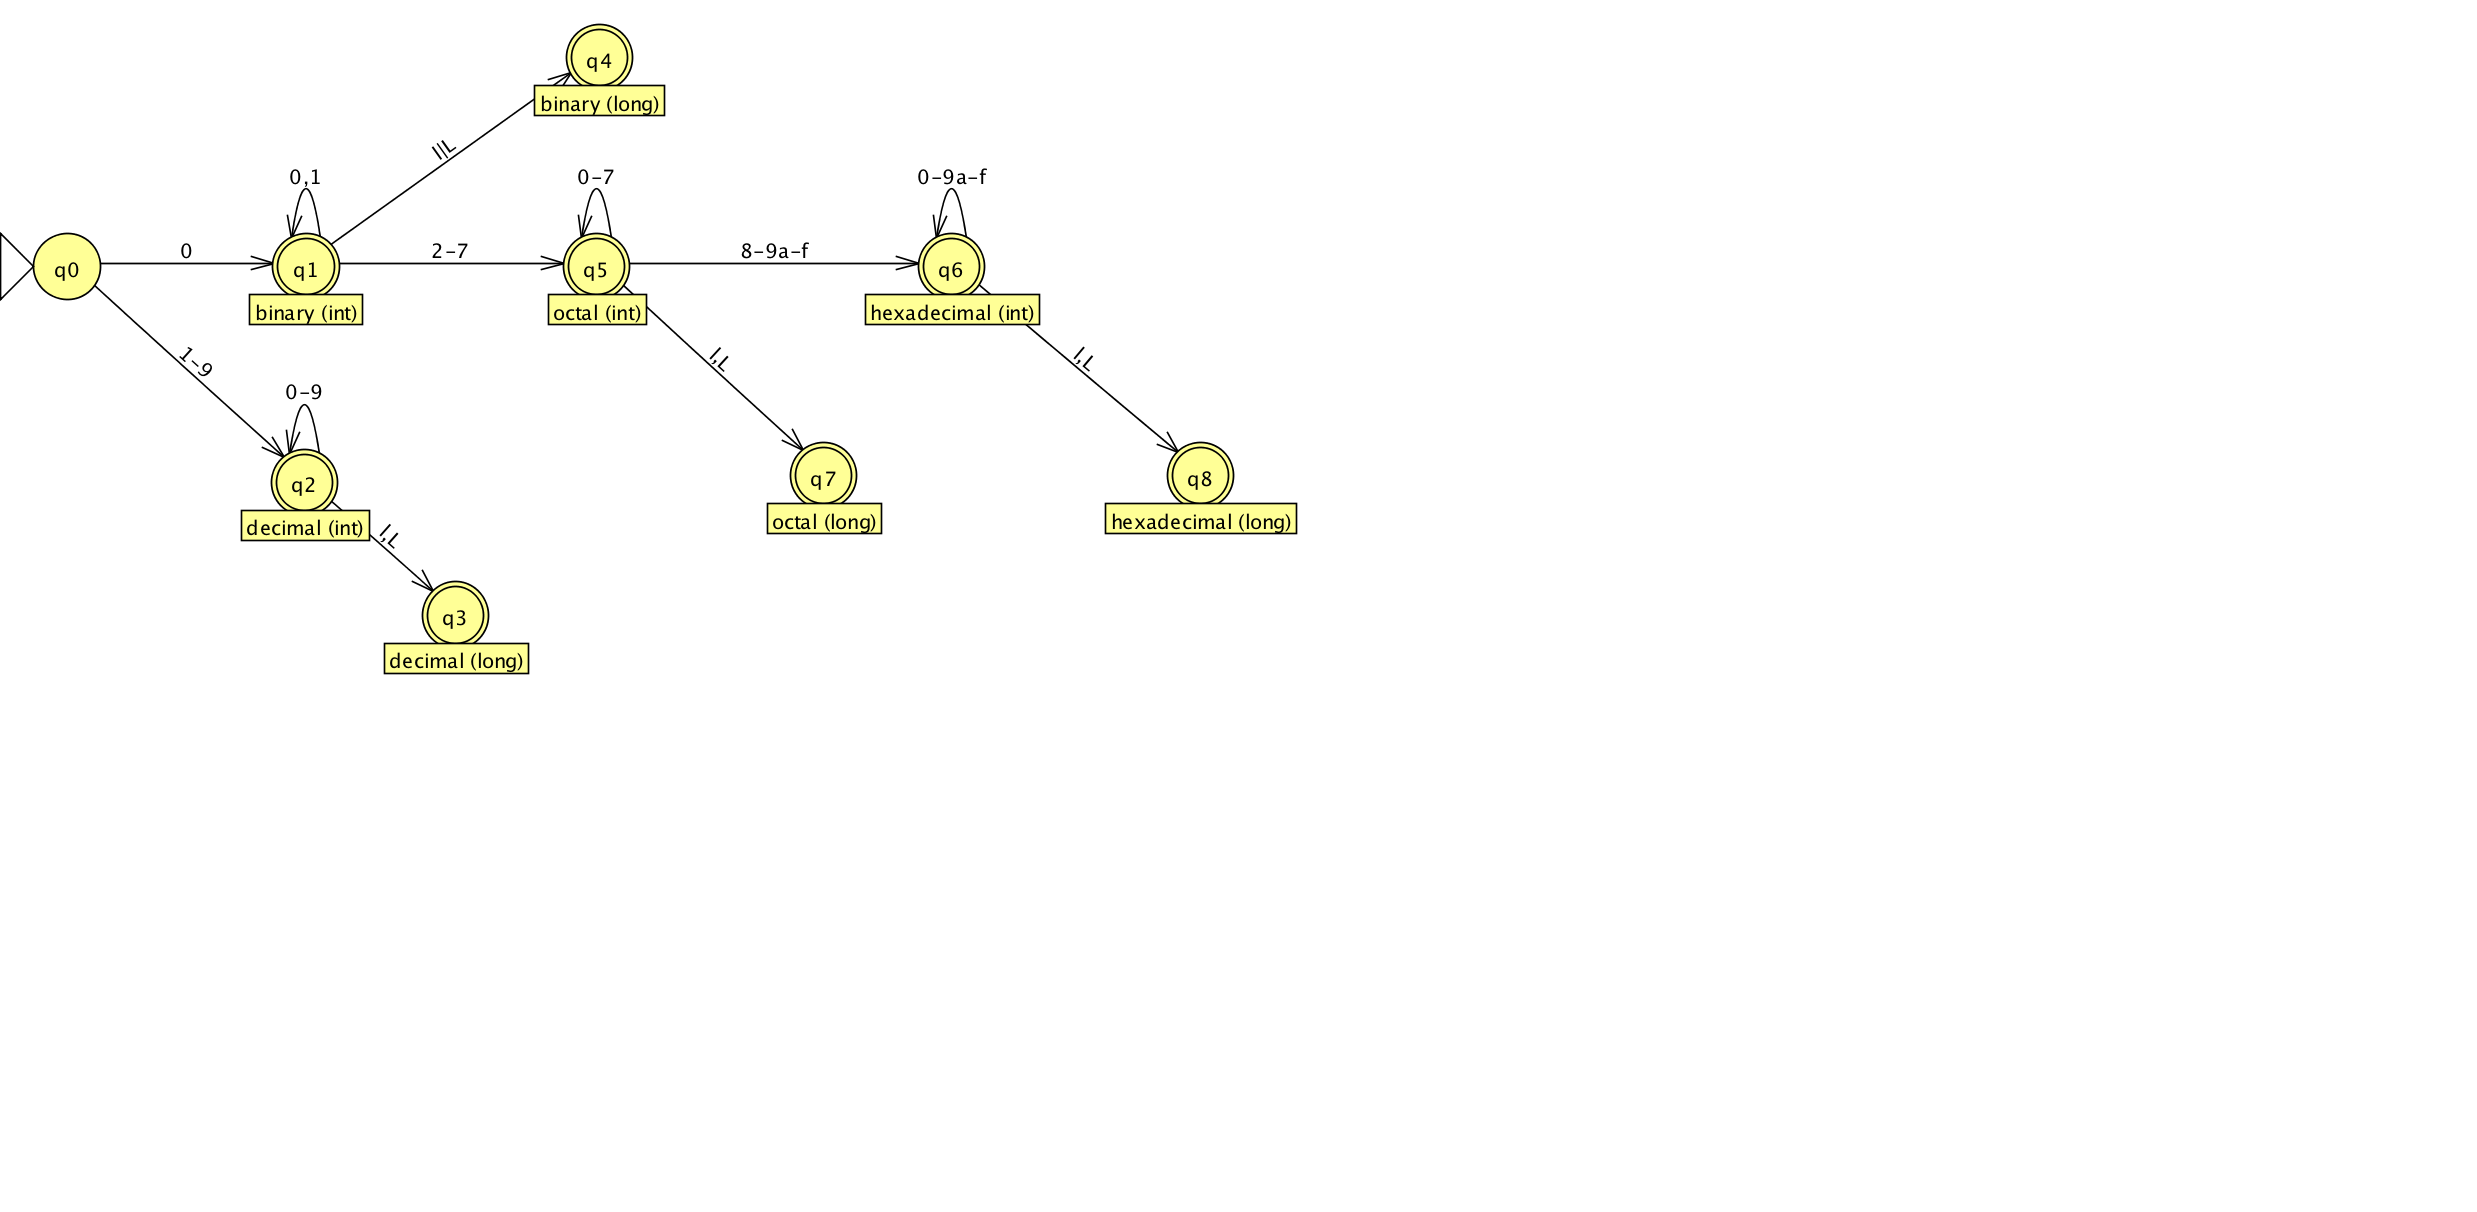 q4
binary (long)
l|L
0,1
0-7
0-9a-f
q0
0
q1
2-7
q5
8-9a-f
q6
binary (int)
octal (int)
hexadecimal (int)
1-9
l,L
l,L
0-9
q2
q7
q8
decimal (int)
octal (long)
hexadecimal (long)
l,L
q3
decimal (long)